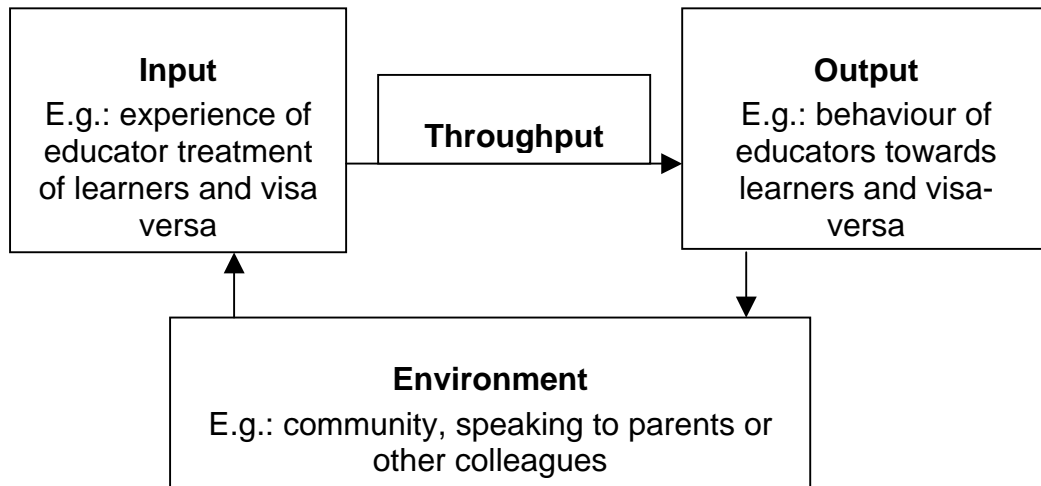 Input
E.g.: experience of
educator treatment
of learners and visa
versa
Throughput
Output
E.g.: behaviour of
educators towards
learners and visa-
versa
Environment
E.g.: community, speaking to parents or
other colleagues